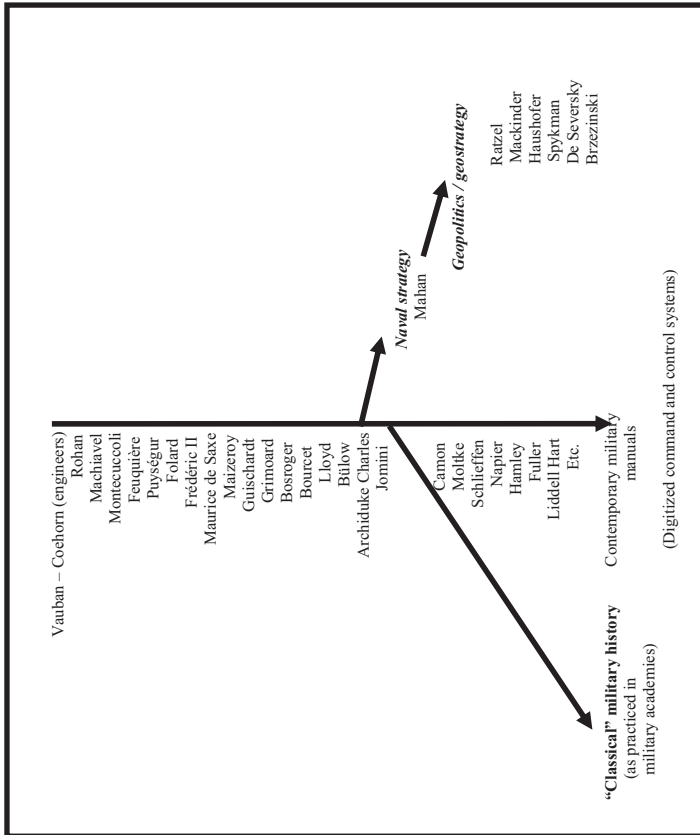 Vauban – Coehorn (engineers)
Rohan
Machiavel
Montecuccoli
Feuquière
Puységur
Folard
Frédéric II
Maurice de Saxe
Maizeroy
Guischardt
Grimoard
Bosroger
Bourcet
Lloyd
Bülow
Archiduke Charles
Jomini
Naval strategy
Mahan
Geopolitics / geostrategy
Ratzel
Mackinder
Haushofer
Spykman
De Seversky
Brzezinski
Camon
Moltke
Schlieffen
Napier
Hamley
Fuller
Liddell Hart
Etc.
"Classical" military history
(as practiced in
military academies)
Contemporary military
manuals
(Digitized command and control systems)